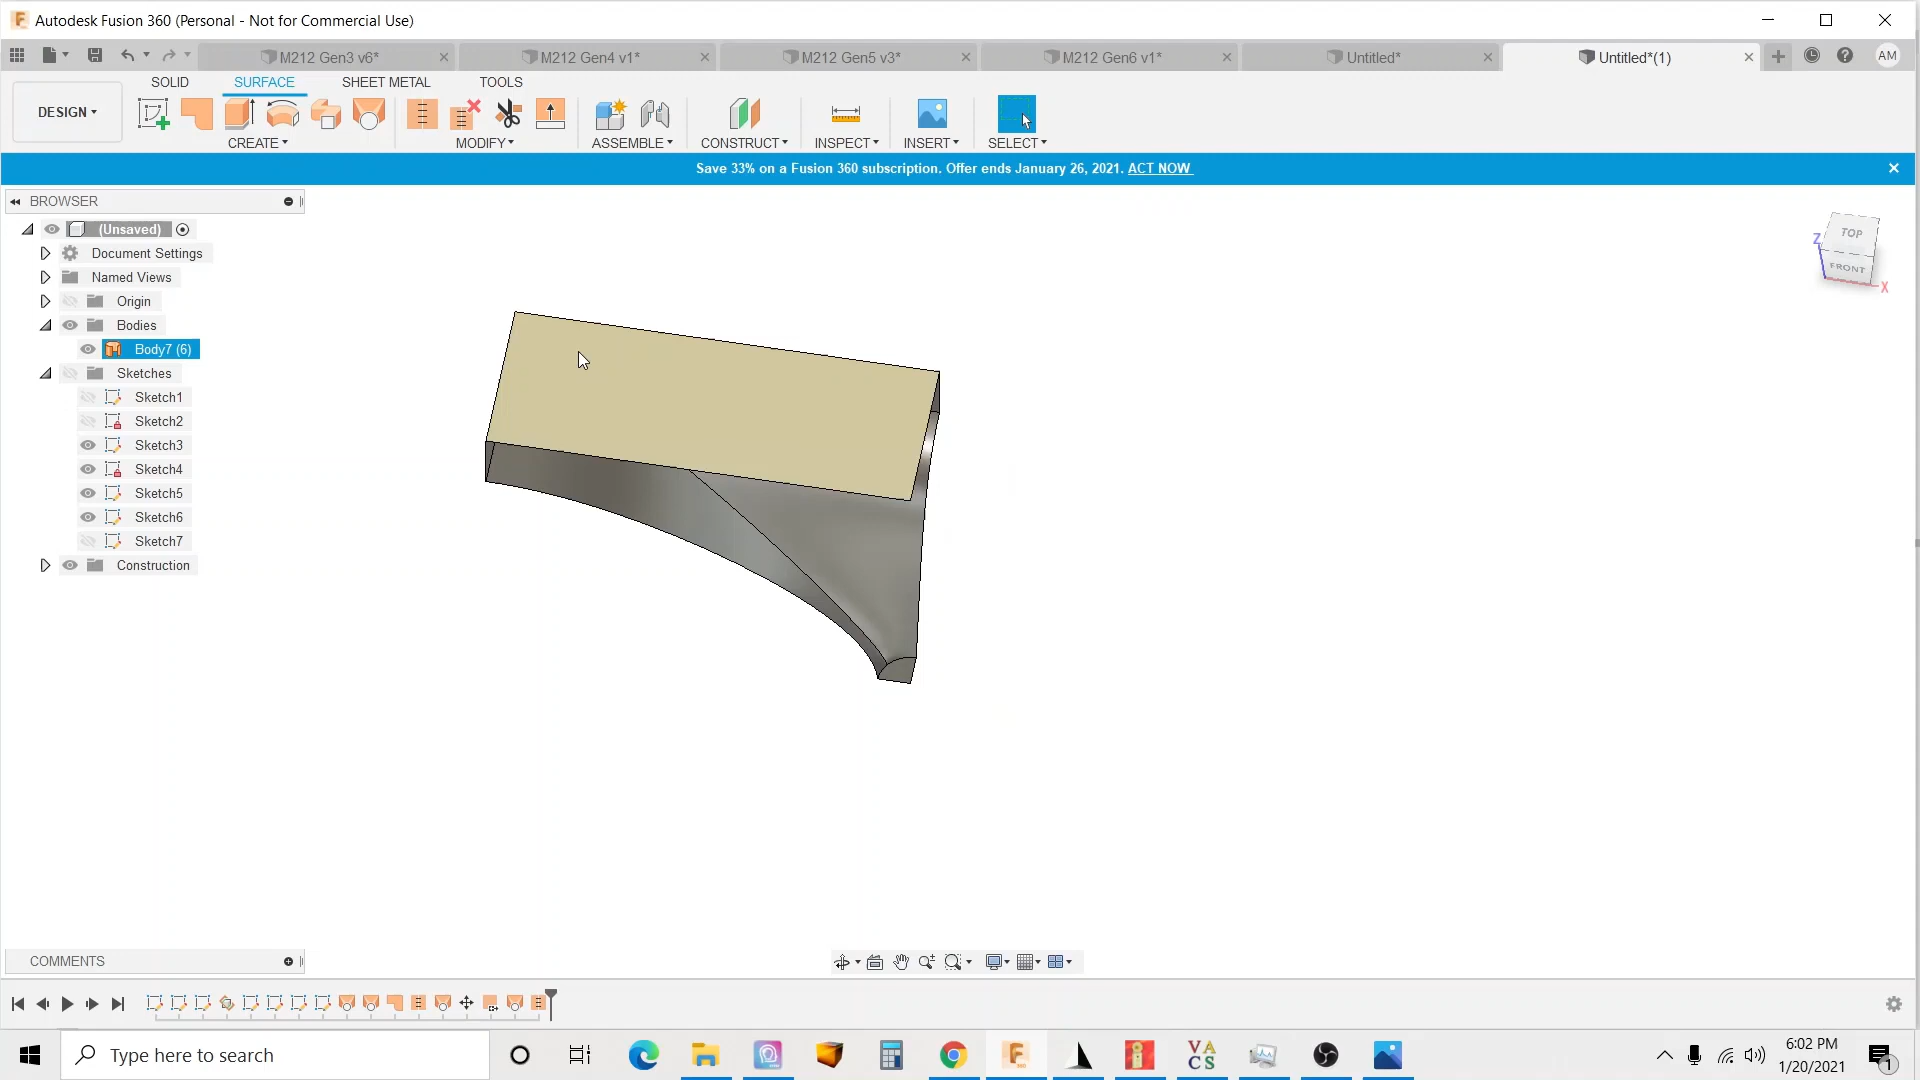 Autodesk Fusion 360 (Personal - Not for Commercial Use)
M212 Gen3 v6*
M212 Gen4 v1*
M212 Gen5 v3*
M212 Gen6 v1*
Untitled*
Untitled*(1)
AM
SOLID
SURFACE
SHEET METAL
TOOLS
DESIGN
CREATE
MODIFY
ASSEMBLE
CONSTRUCT
INSPECT
INSERT
SELECT
Save 33% on a Fusion 360 subscription. Offer ends January 26, 2021. ACT NOW
BROWSER
(Unsaved)
Document Settings
Named Views
Origin
Bodies
Body7 (6)
Sketches
Sketch1
Sketch2
Sketch3
Sketch4
Sketch5
Sketch6
Sketch7
Construction
TOP
FRONT
Z
X
COMMENTS
Type here to search
VA
CS
6:02 PM
1/20/2021
1